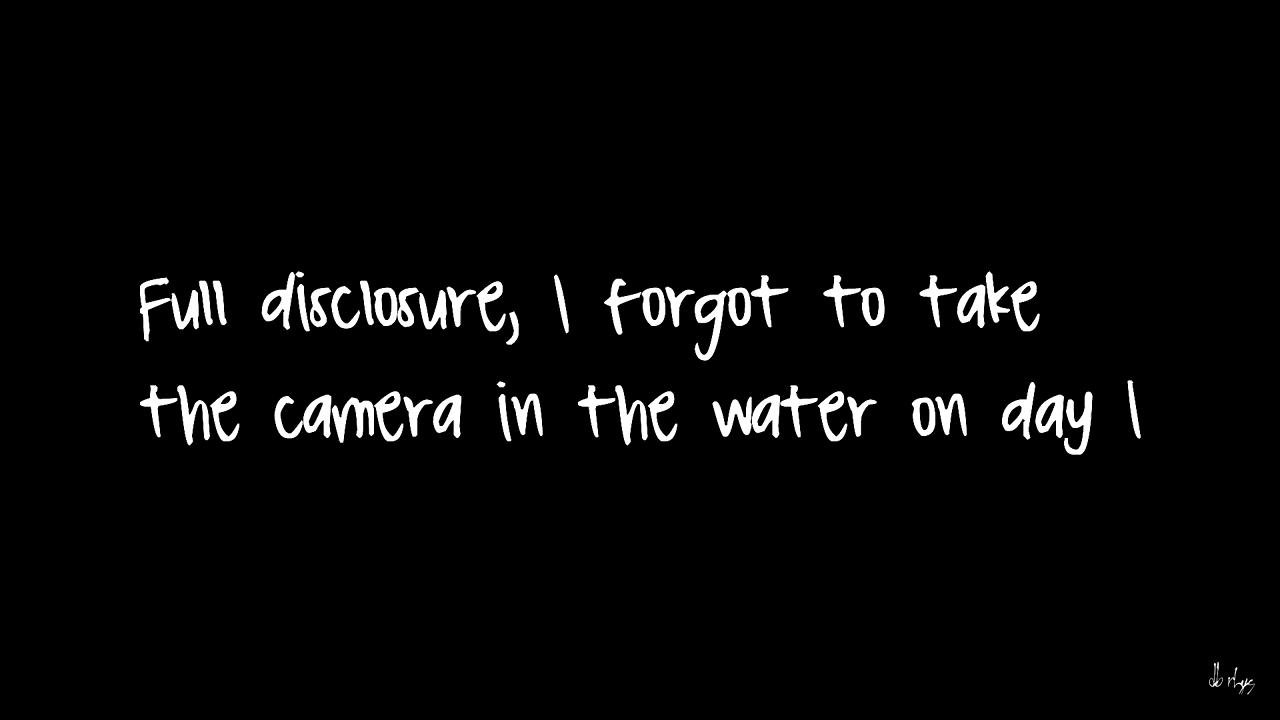 Full disclosure, I forgot to take
the camera in the water on day 1